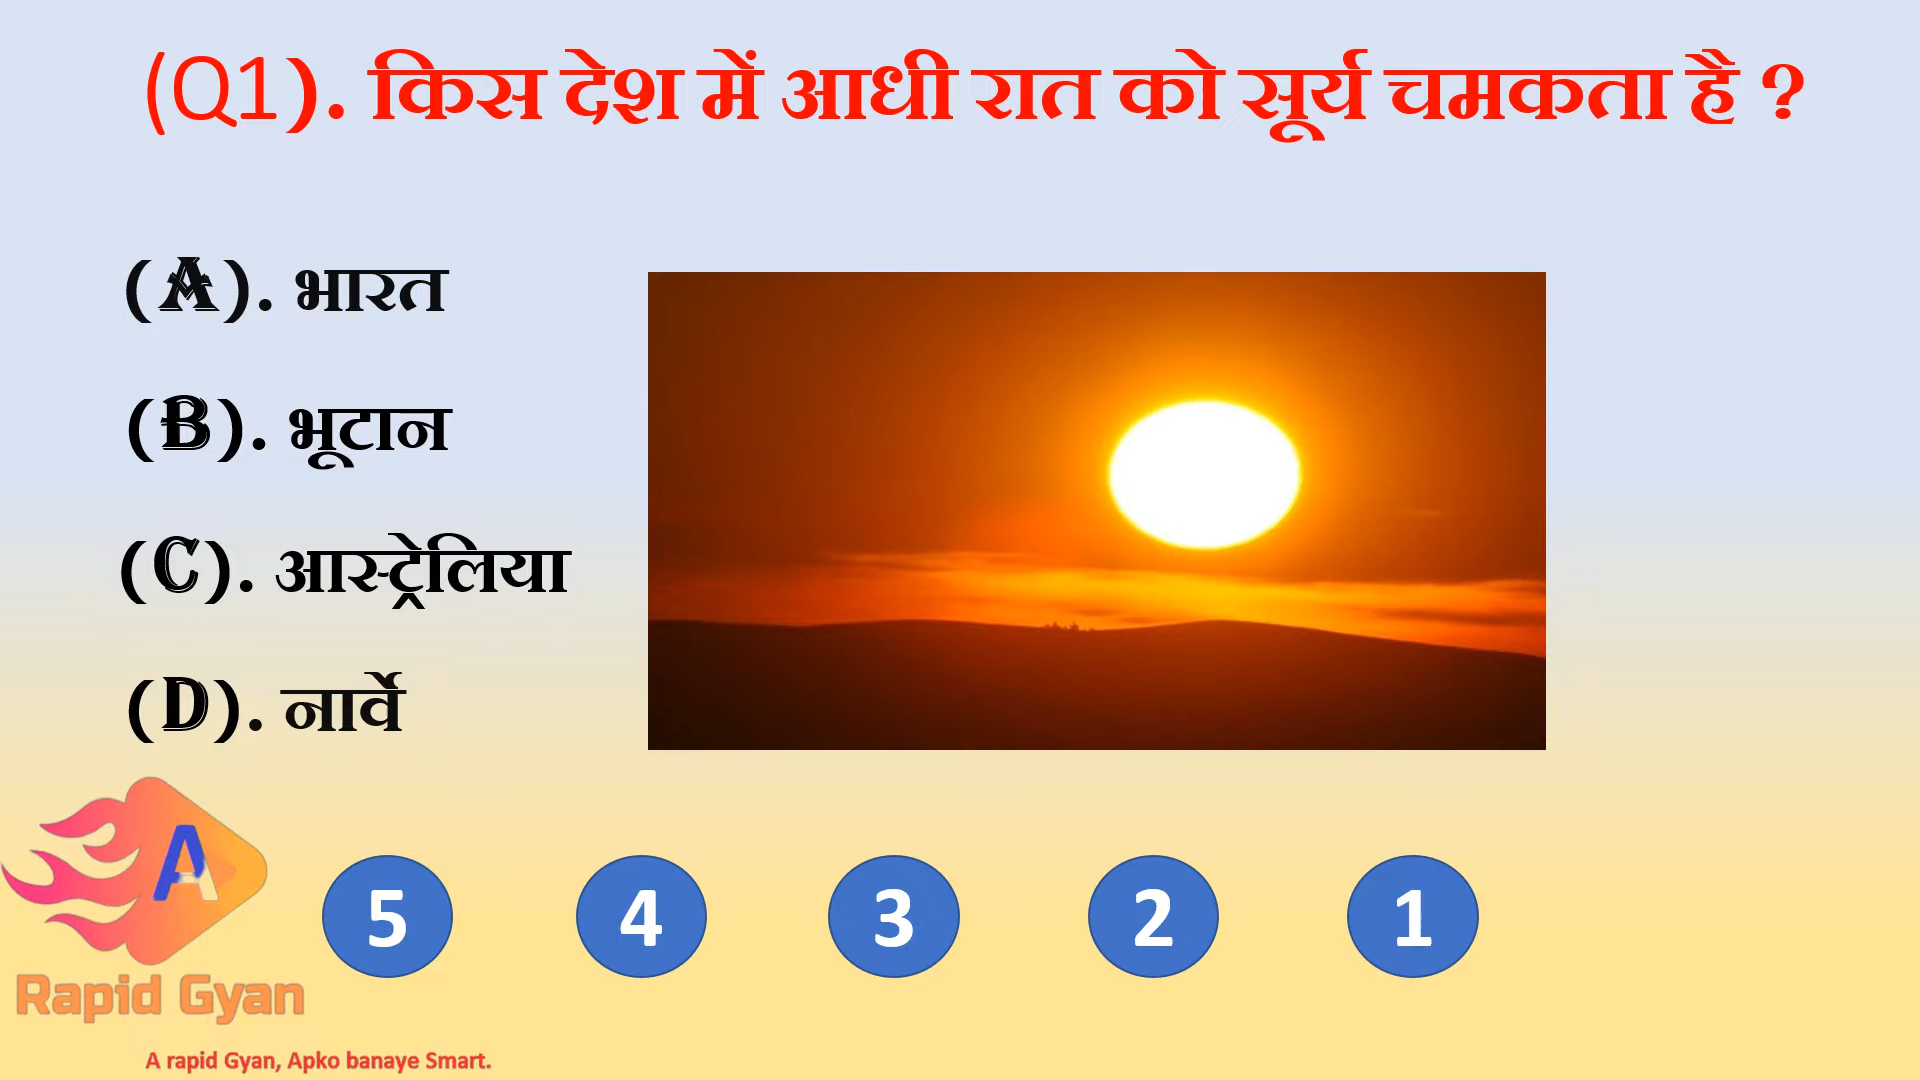 (Q1). किस देश में आधी रात को सूर्य चमकता है ?
(A). भारत
(B). भूटान
(C). आस्ट्रेलिया
(D). नार्वे
A
5 4 3 2 1
Rapid Gyan
A rapid Gyan, Apko banaye Smart.